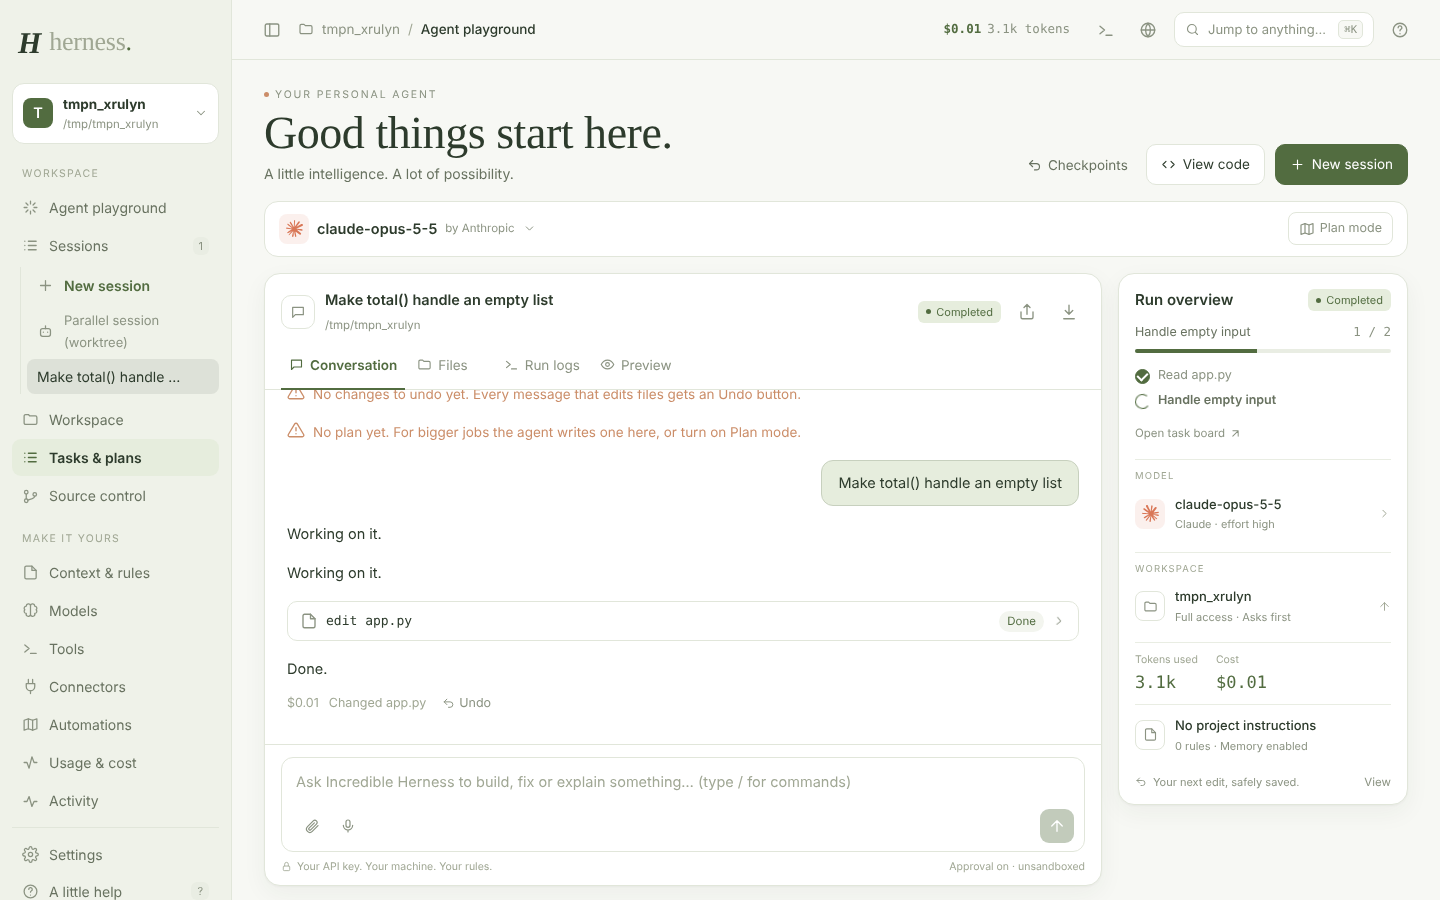 H herness.
T tmpn_xrulyn
/tmp/tmpn_xrulyn
WORKSPACE
Agent playground
Sessions 1
New session
Parallel session
(worktree)
Make total() handle ...
Workspace
Tasks & plans
Source control
MAKE IT YOURS
Context & rules
Models
Tools
Connectors
Automations
Usage & cost
Activity
Settings
A little help ?
tmpn_xrulyn / Agent playground
$0.01 3.1k tokens
Jump to anything... ⌘K
YOUR PERSONAL AGENT
Good things start here.
A little intelligence. A lot of possibility.
Checkpoints
View code
New session
claude-opus-5-5 by Anthropic
Plan mode
Make total() handle an empty list
/tmp/tmpn_xrulyn
Completed
Conversation Files Run logs Preview
No changes to undo yet. Every message that edits files gets an Undo button.
No plan yet. For bigger jobs the agent writes one here, or turn on Plan mode.
Make total() handle an empty list
Working on it.
Working on it.
edit app.py Done
Done.
$0.01 Changed app.py Undo
Ask Incredible Herness to build, fix or explain something... (type / for commands)
Your API key. Your machine. Your rules.
Approval on · unsandboxed
Run overview Completed
Handle empty input 1 / 2
Read app.py
Handle empty input
Open task board
MODEL
claude-opus-5-5
Claude · effort high
WORKSPACE
tmpn_xrulyn
Full access · Asks first
Tokens used Cost
3.1k $0.01
No project instructions
0 rules · Memory enabled
Your next edit, safely saved. View